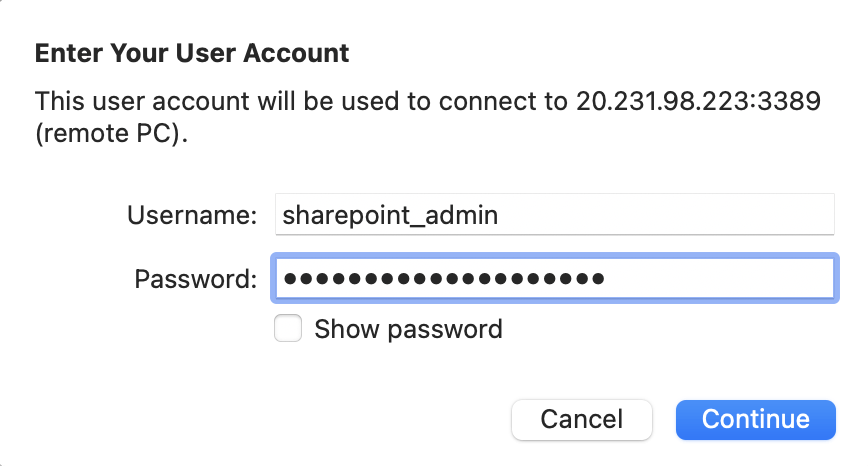 Enter Your User Account
This user account will be used to connect to 20.231.98.223:3389
(remote PC).
Username: sharepoint_admin
Password: ••••••••••••••••••••
Show password
Cancel Continue